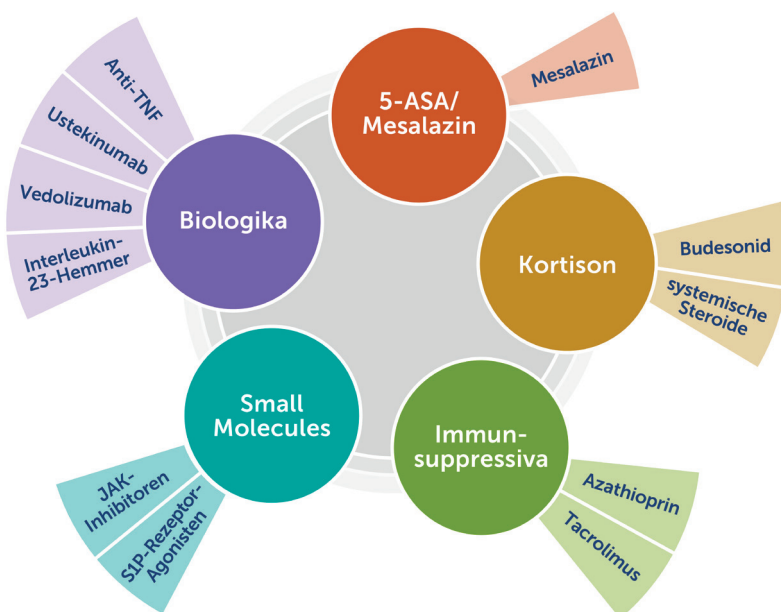 5-ASA/
Mesalazin
Mesalazin
Kortison
Budesonid
systemische
Steroide
Immun-
suppressiva
Azathioprin
Tacrolimus
Small
Molecules
JAK-
Inhibitoren
S1P-Rezeptor-
Agonisten
Biologika
Anti-TNF
Ustekinumab
Vedolizumab
Interleukin-
23-Hemmer